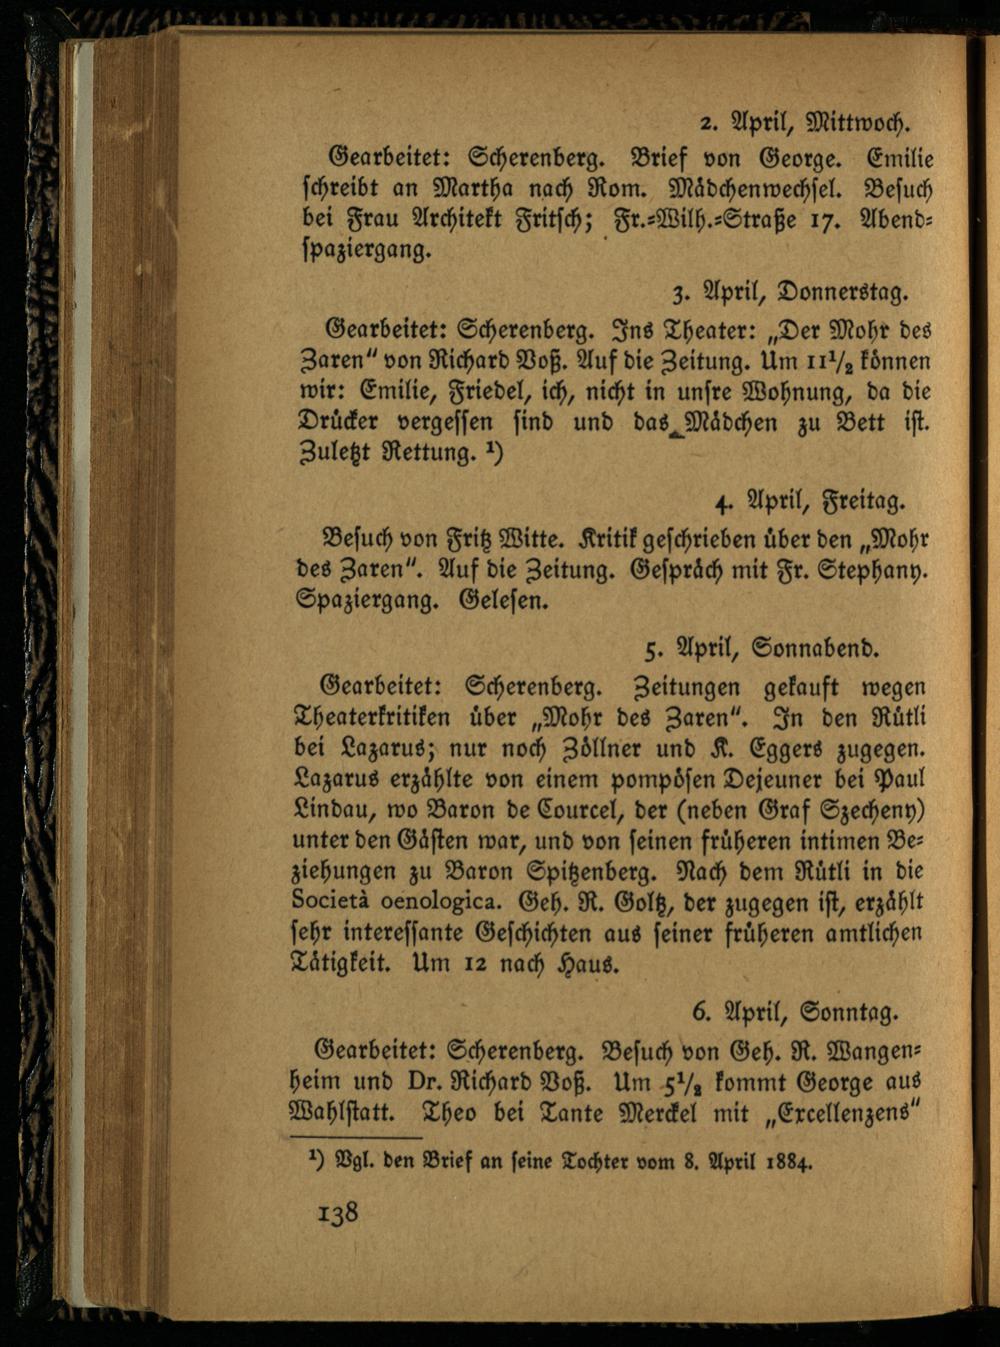 2. April, Mittwoch.
Gearbeitet: Scherenberg. Brief von George. Emilie
schreibt an Martha nach Rom. Mädchenwechsel. Besuch
bei Frau Architekt Fritsch; Fr.-Wilh.-Straße 17. Abend-
spaziergang.
3. April, Donnerstag.
Gearbeitet: Scherenberg. Ins Theater: „Der Mohr des
Zaren“ von Richard Voß. Auf die Zeitung. Um 11½ können
wir: Emilie, Friedel, ich, nicht in unsre Wohnung, da die
Drücker vergessen sind und das Mädchen zu Bett ist.
Zuletzt Rettung. ¹)
4. April, Freitag.
Besuch von Fritz Witte. Kritik geschrieben über den „Mohr
des Zaren“. Auf die Zeitung. Gespräch mit Fr. Stephany.
Spaziergang. Gelesen.
5. April, Sonnabend.
Gearbeitet: Scherenberg. Zeitungen gekauft wegen
Theaterkritiken über „Mohr des Zaren“. In den Rütli
bei Lazarus; nur noch Zöllner und K. Eggers zugegen.
Lazarus erzählte von einem pompösen Dejeuner bei Paul
Lindau, wo Baron de Courcel, der (neben Graf Szecheny)
unter den Gästen war, und von seinen früheren intimen Be-
ziehungen zu Baron Spitzenberg. Nach dem Rütli in die
Società oenologica. Geh. R. Goltz, der zugegen ist, erzählt
sehr interessante Geschichten aus seiner früheren amtlichen
Tätigkeit. Um 12 nach Haus.
6. April, Sonntag.
Gearbeitet: Scherenberg. Besuch von Geh. R. Wangen-
heim und Dr. Richard Voß. Um 5½ kommt George aus
Wahlstatt. Theo bei Tante Merckel mit „Excellenzens“
¹) Vgl. den Brief an seine Tochter vom 8. April 1884.
138